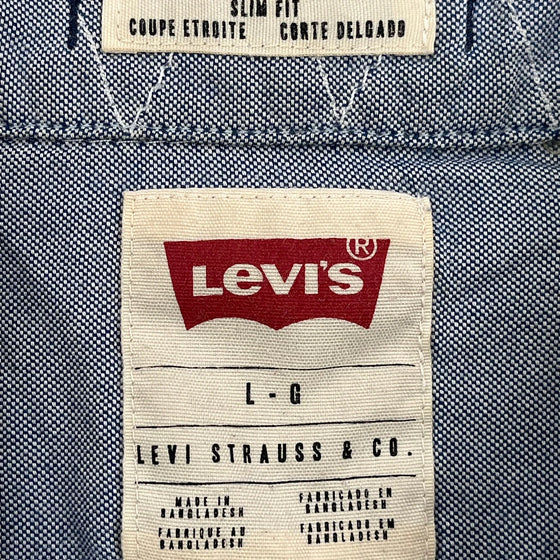 SLIM FIT
COUPE ETROITE CORTE DELGADO
LEVI'S ®
L - G
LEVI STRAUSS & CO.
MADE IN
BANGLADESH
FABRICADO EN
BANGLADESH
FABRIQUE AU
BANGLADESH
FABRICADO EM
BANGLADESH